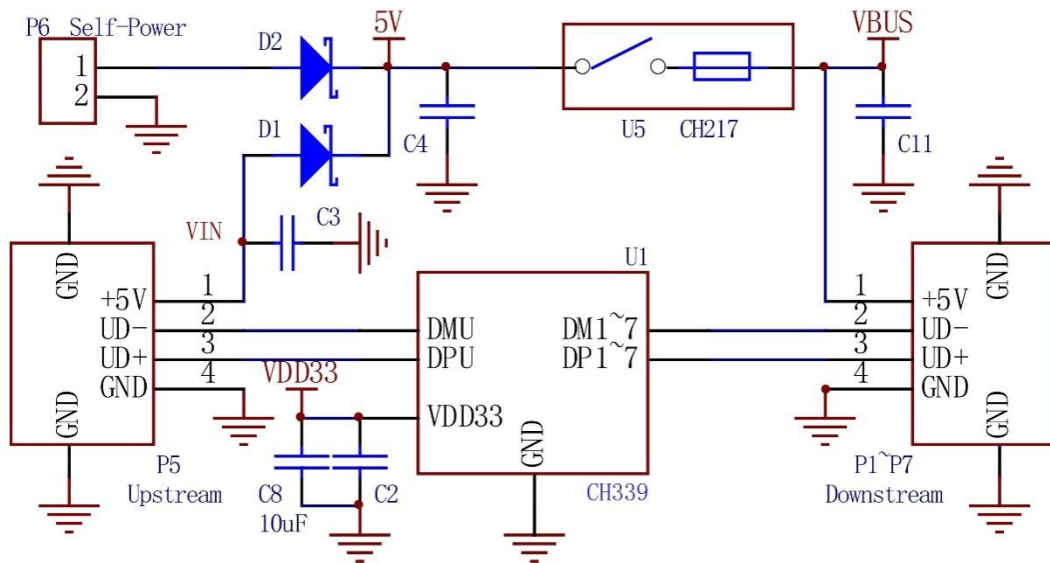 P6 Self-Power
1
2
D2
5V
VBUS
D1
C4
U5 CH217
C11
VIN
C3
GND
+5V
UD-
UD+
GND
GND
1
2
3
4
P5
Upstream
VDD33
C8
10uF
C2
U1
DMU
DPU
VDD33
GND
DM1~7
DP1~7
CH339
1
2
3
4
GND
+5V
UD-
UD+
GND
GND
P1~P7
Downstream